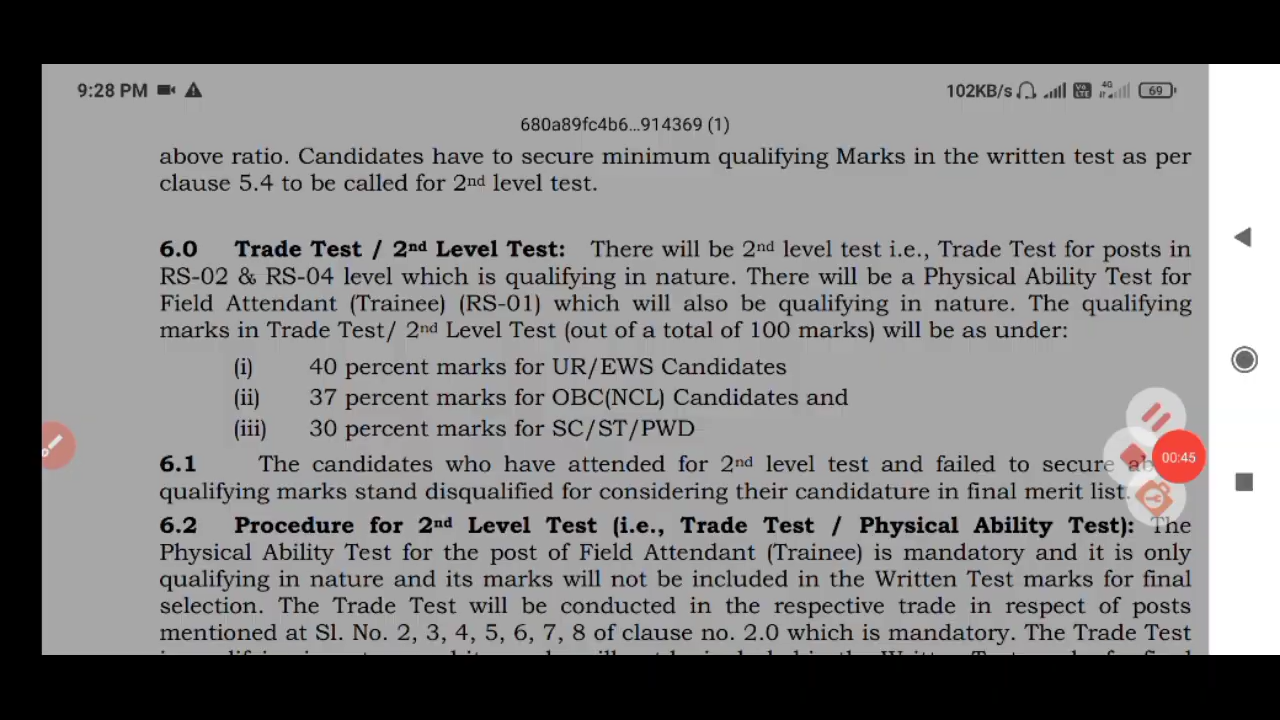 9:28 PM
102KB/s
4G
69
680a89fc4b6...914369 (1)
above ratio. Candidates have to secure minimum qualifying Marks in the written test as per
clause 5.4 to be called for 2nd level test.
6.0 Trade Test / 2nd Level Test: There will be 2nd level test i.e., Trade Test for posts in
RS-02 & RS-04 level which is qualifying in nature. There will be a Physical Ability Test for
Field Attendant (Trainee) (RS-01) which will also be qualifying in nature. The qualifying
marks in Trade Test/ 2nd Level Test (out of a total of 100 marks) will be as under:
(i) 40 percent marks for UR/EWS Candidates
(ii) 37 percent marks for OBC(NCL) Candidates and
(iii) 30 percent marks for SC/ST/PWD
00:45
6.1 The candidates who have attended for 2nd level test and failed to secure
qualifying marks stand disqualified for considering their candidature in final merit list.
6.2 Procedure for 2nd Level Test (i.e., Trade Test / Physical Ability Test): The
Physical Ability Test for the post of Field Attendant (Trainee) is mandatory and it is only
qualifying in nature and its marks will not be included in the Written Test marks for final
selection. The Trade Test will be conducted in the respective trade in respect of posts
mentioned at Sl. No. 2, 3, 4, 5, 6, 7, 8 of clause no. 2.0 which is mandatory. The Trade Test